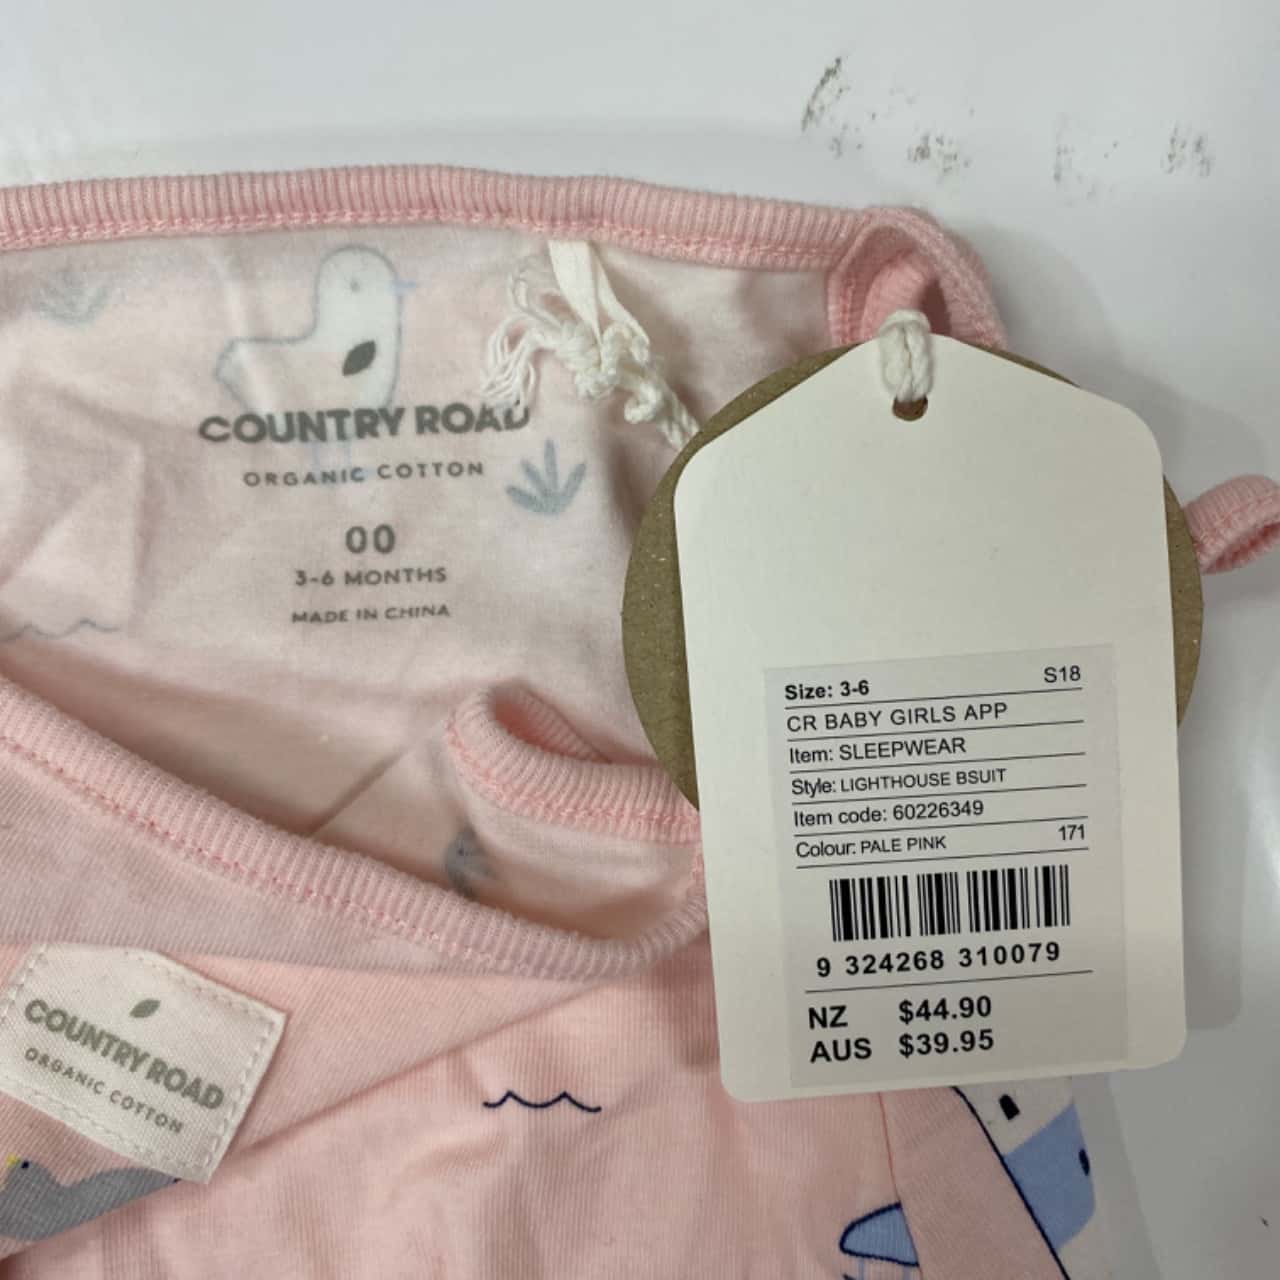 COUNTRY ROAD
ORGANIC COTTON
00
3-6 MONTHS
MADE IN CHINA
Size: 3-6 S18
CR BABY GIRLS APP
Item: SLEEPWEAR
Style: LIGHTHOUSE BSUIT
Item code: 60226349
Colour: PALE PINK 171
9 324268 310079
NZ $44.90
AUS $39.95
COUNTRY ROAD
ORGANIC COTTON